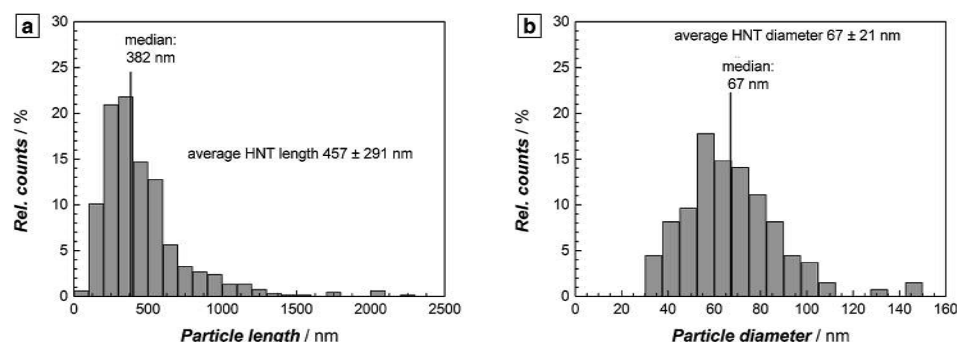 a
30
25
20
15
10
5
0
Rel. counts / %
median:
382 nm
average HNT length 457 ± 291 nm
0 500 1000 1500 2000 2500
Particle length / nm
b
30
25
20
15
10
5
0
Rel. counts / %
average HNT diameter 67 ± 21 nm
median:
67 nm
0 20 40 60 80 100 120 140 160
Particle diameter / nm